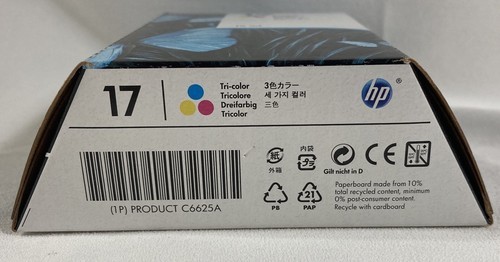 17
Tri-color
Tricolore
Dreifarbig
Tricolor
3色カラー
세 가지 컬러
三色
hp
®
(1P) PRODUCT C6625A
紙
外箱
内袋
プラ
Gilt nicht in D
CE
PB
21
PAP
Paperboard made from 10%
total recycled content, minimum
0% post-consumer content.
Recycle with cardboard